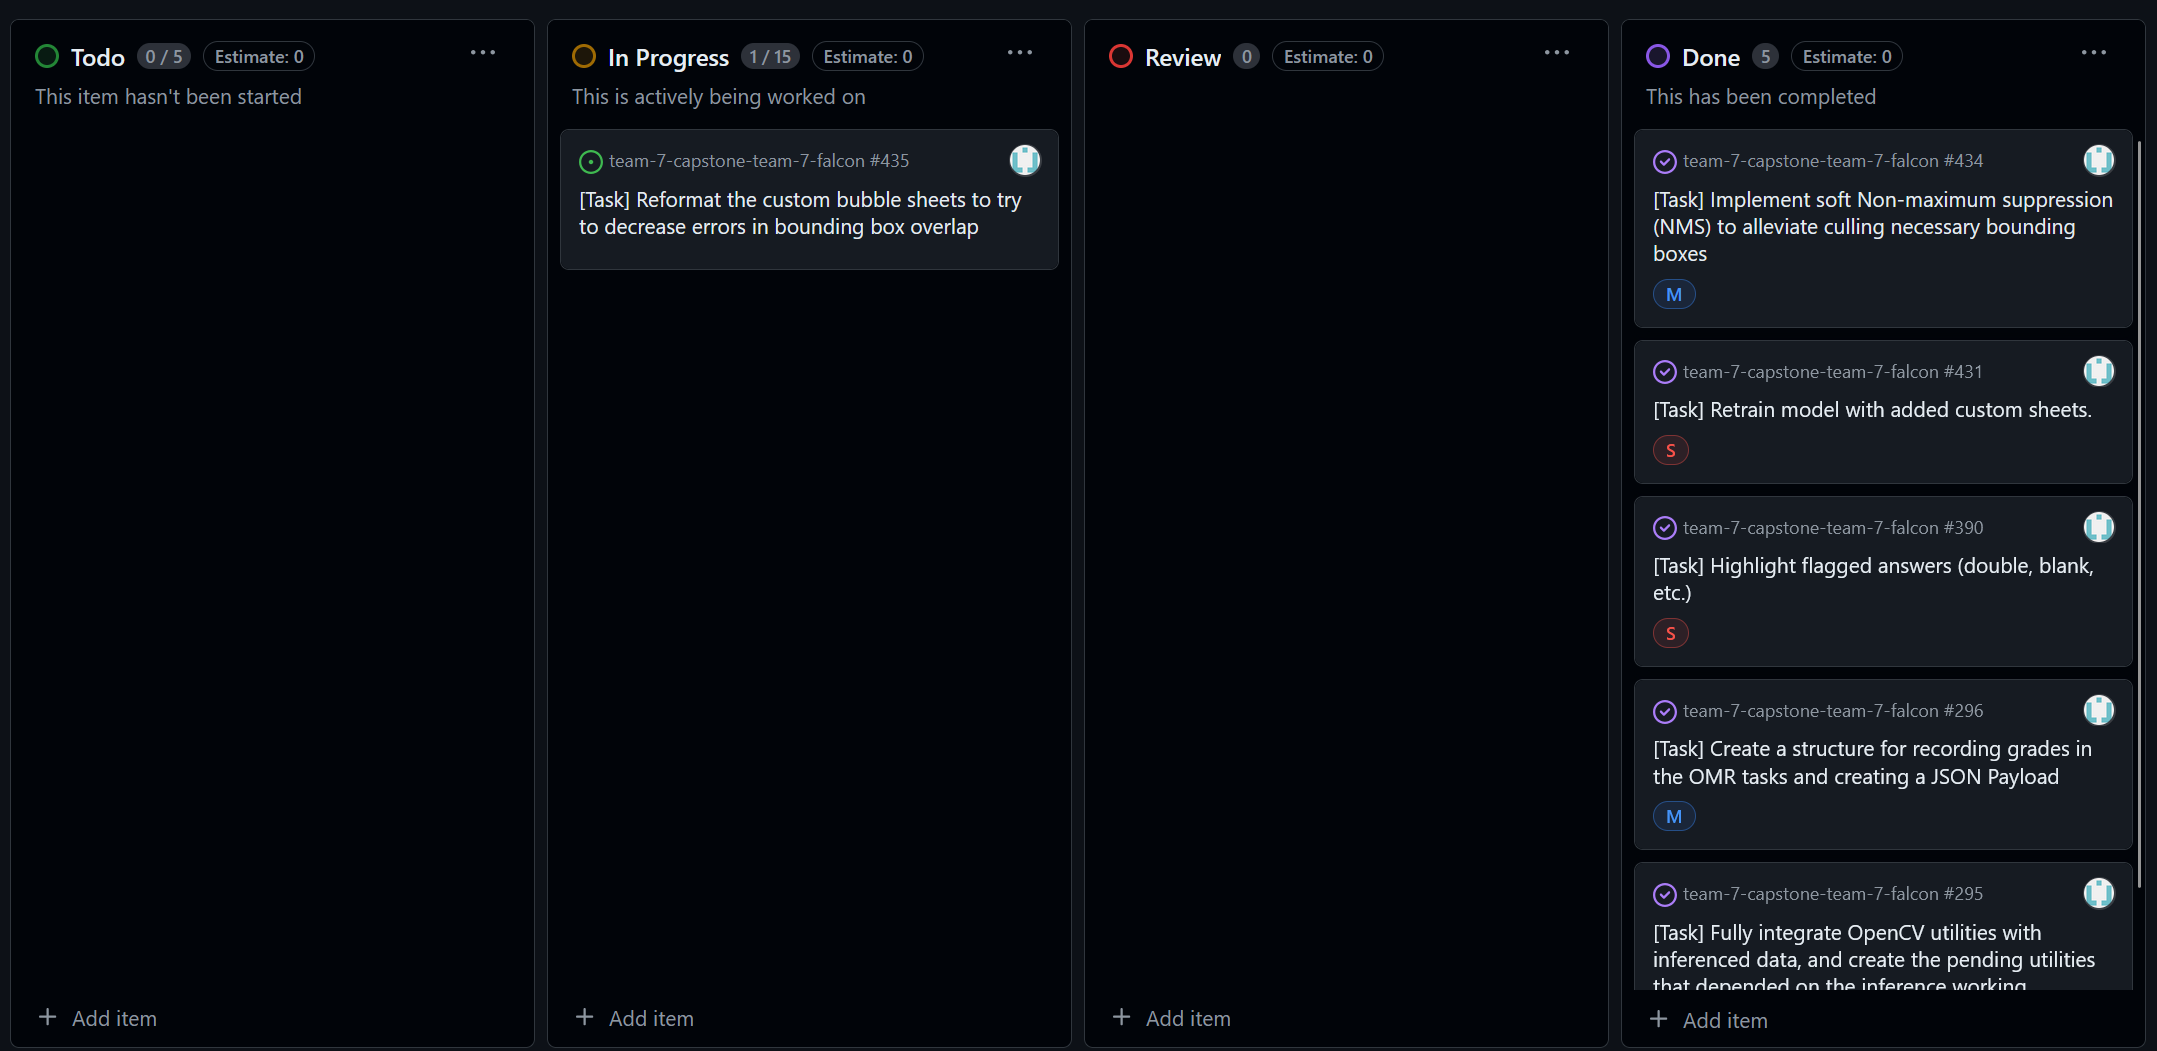 Todo 0 / 5 Estimate: 0
This item hasn't been started
Add item
In Progress 1 / 15 Estimate: 0
This is actively being worked on
team-7-capstone-team-7-falcon #435
[Task] Reformat the custom bubble sheets to try
to decrease errors in bounding box overlap
Add item
Review 0 Estimate: 0
Add item
Done 5 Estimate: 0
This has been completed
team-7-capstone-team-7-falcon #434
[Task] Implement soft Non-maximum suppression
(NMS) to alleviate culling necessary bounding
boxes
M
team-7-capstone-team-7-falcon #431
[Task] Retrain model with added custom sheets.
S
team-7-capstone-team-7-falcon #390
[Task] Highlight flagged answers (double, blank,
etc.)
S
team-7-capstone-team-7-falcon #296
[Task] Create a structure for recording grades in
the OMR tasks and creating a JSON Payload
M
team-7-capstone-team-7-falcon #295
[Task] Fully integrate OpenCV utilities with
inferenced data, and create the pending utilities
that depended on the inference working
Add item